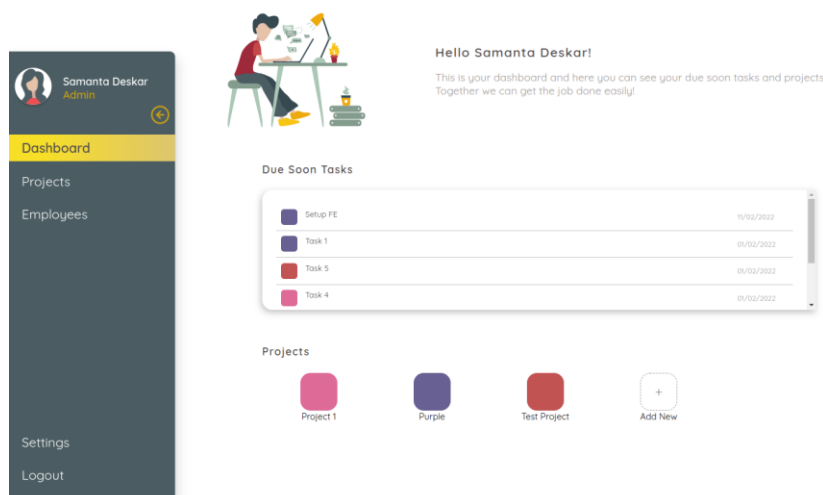 Samanta Deskar
Admin
Dashboard
Projects
Employees
Settings
Logout
Hello Samanta Deskar!
This is your dashboard and here you can see your due soon tasks and projects
Together we can get the job done easily!
Due Soon Tasks
Setup FE 11/02/2022
Task 1 01/02/2022
Task 5 01/02/2022
Task 4 01/02/2022
Projects
Project 1 Purple Test Project Add New